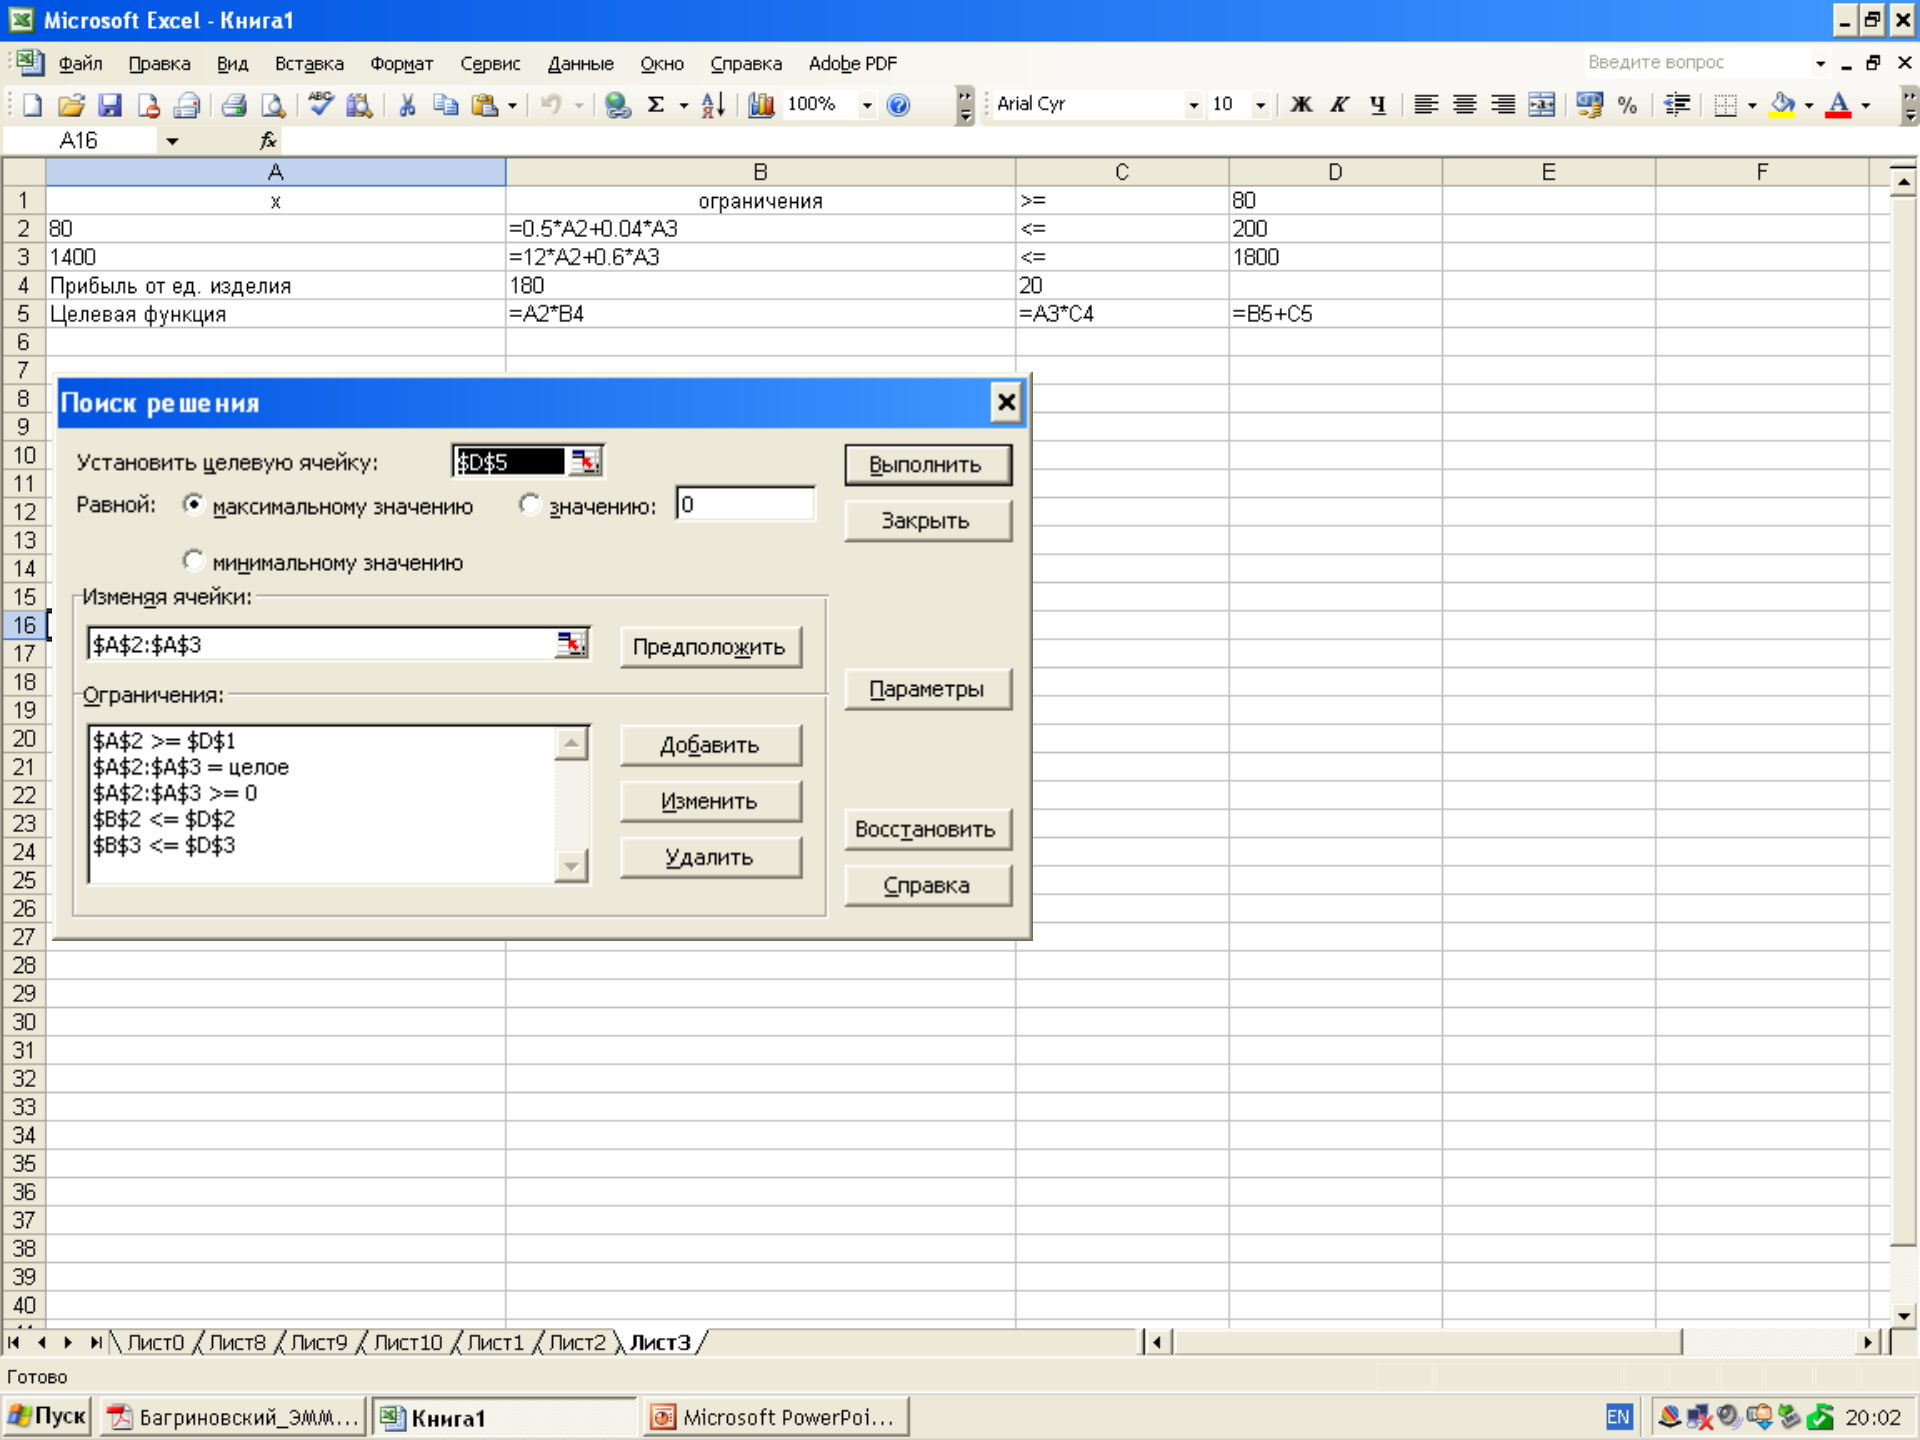 Microsoft Excel - Книга1
Файл Правка Вид Вставка Формат Сервис Данные Окно Справка Adobe PDF Введите вопрос
100% Arial Cyr 10 Ж К Ч %
A16 fx
A B C D E F
1 x ограничения >= 80
2 80 =0.5*A2+0.04*A3 <= 200
3 1400 =12*A2+0.6*A3 <= 1800
4 Прибыль от ед. изделия 180 20
5 Целевая функция =A2*B4 =A3*C4 =B5+C5
6
7
8
9
10
11
12
13
14
15
16
17
18
19
20
21
22
23
24
25
26
27
28
29
30
31
32
33
34
35
36
37
38
39
40
Поиск решения
Установить целевую ячейку: $D$5 Выполнить
Равной: максимальному значению значению: 0
Закрыть
минимальному значению
Изменяя ячейки:
$A$2:$A$3 Предположить
Параметры
Ограничения:
$A$2 >= $D$1
$A$2:$A$3 = целое
$A$2:$A$3 >= 0
$B$2 <= $D$2
$B$3 <= $D$3
Добавить
Изменить
Удалить
Восстановить
Справка
Лист0 Лист8 Лист9 Лист10 Лист1 Лист2 Лист3
Готово
Пуск Багриновский_ЭММ... Книга1 Microsoft PowerPoi... EN 20:02